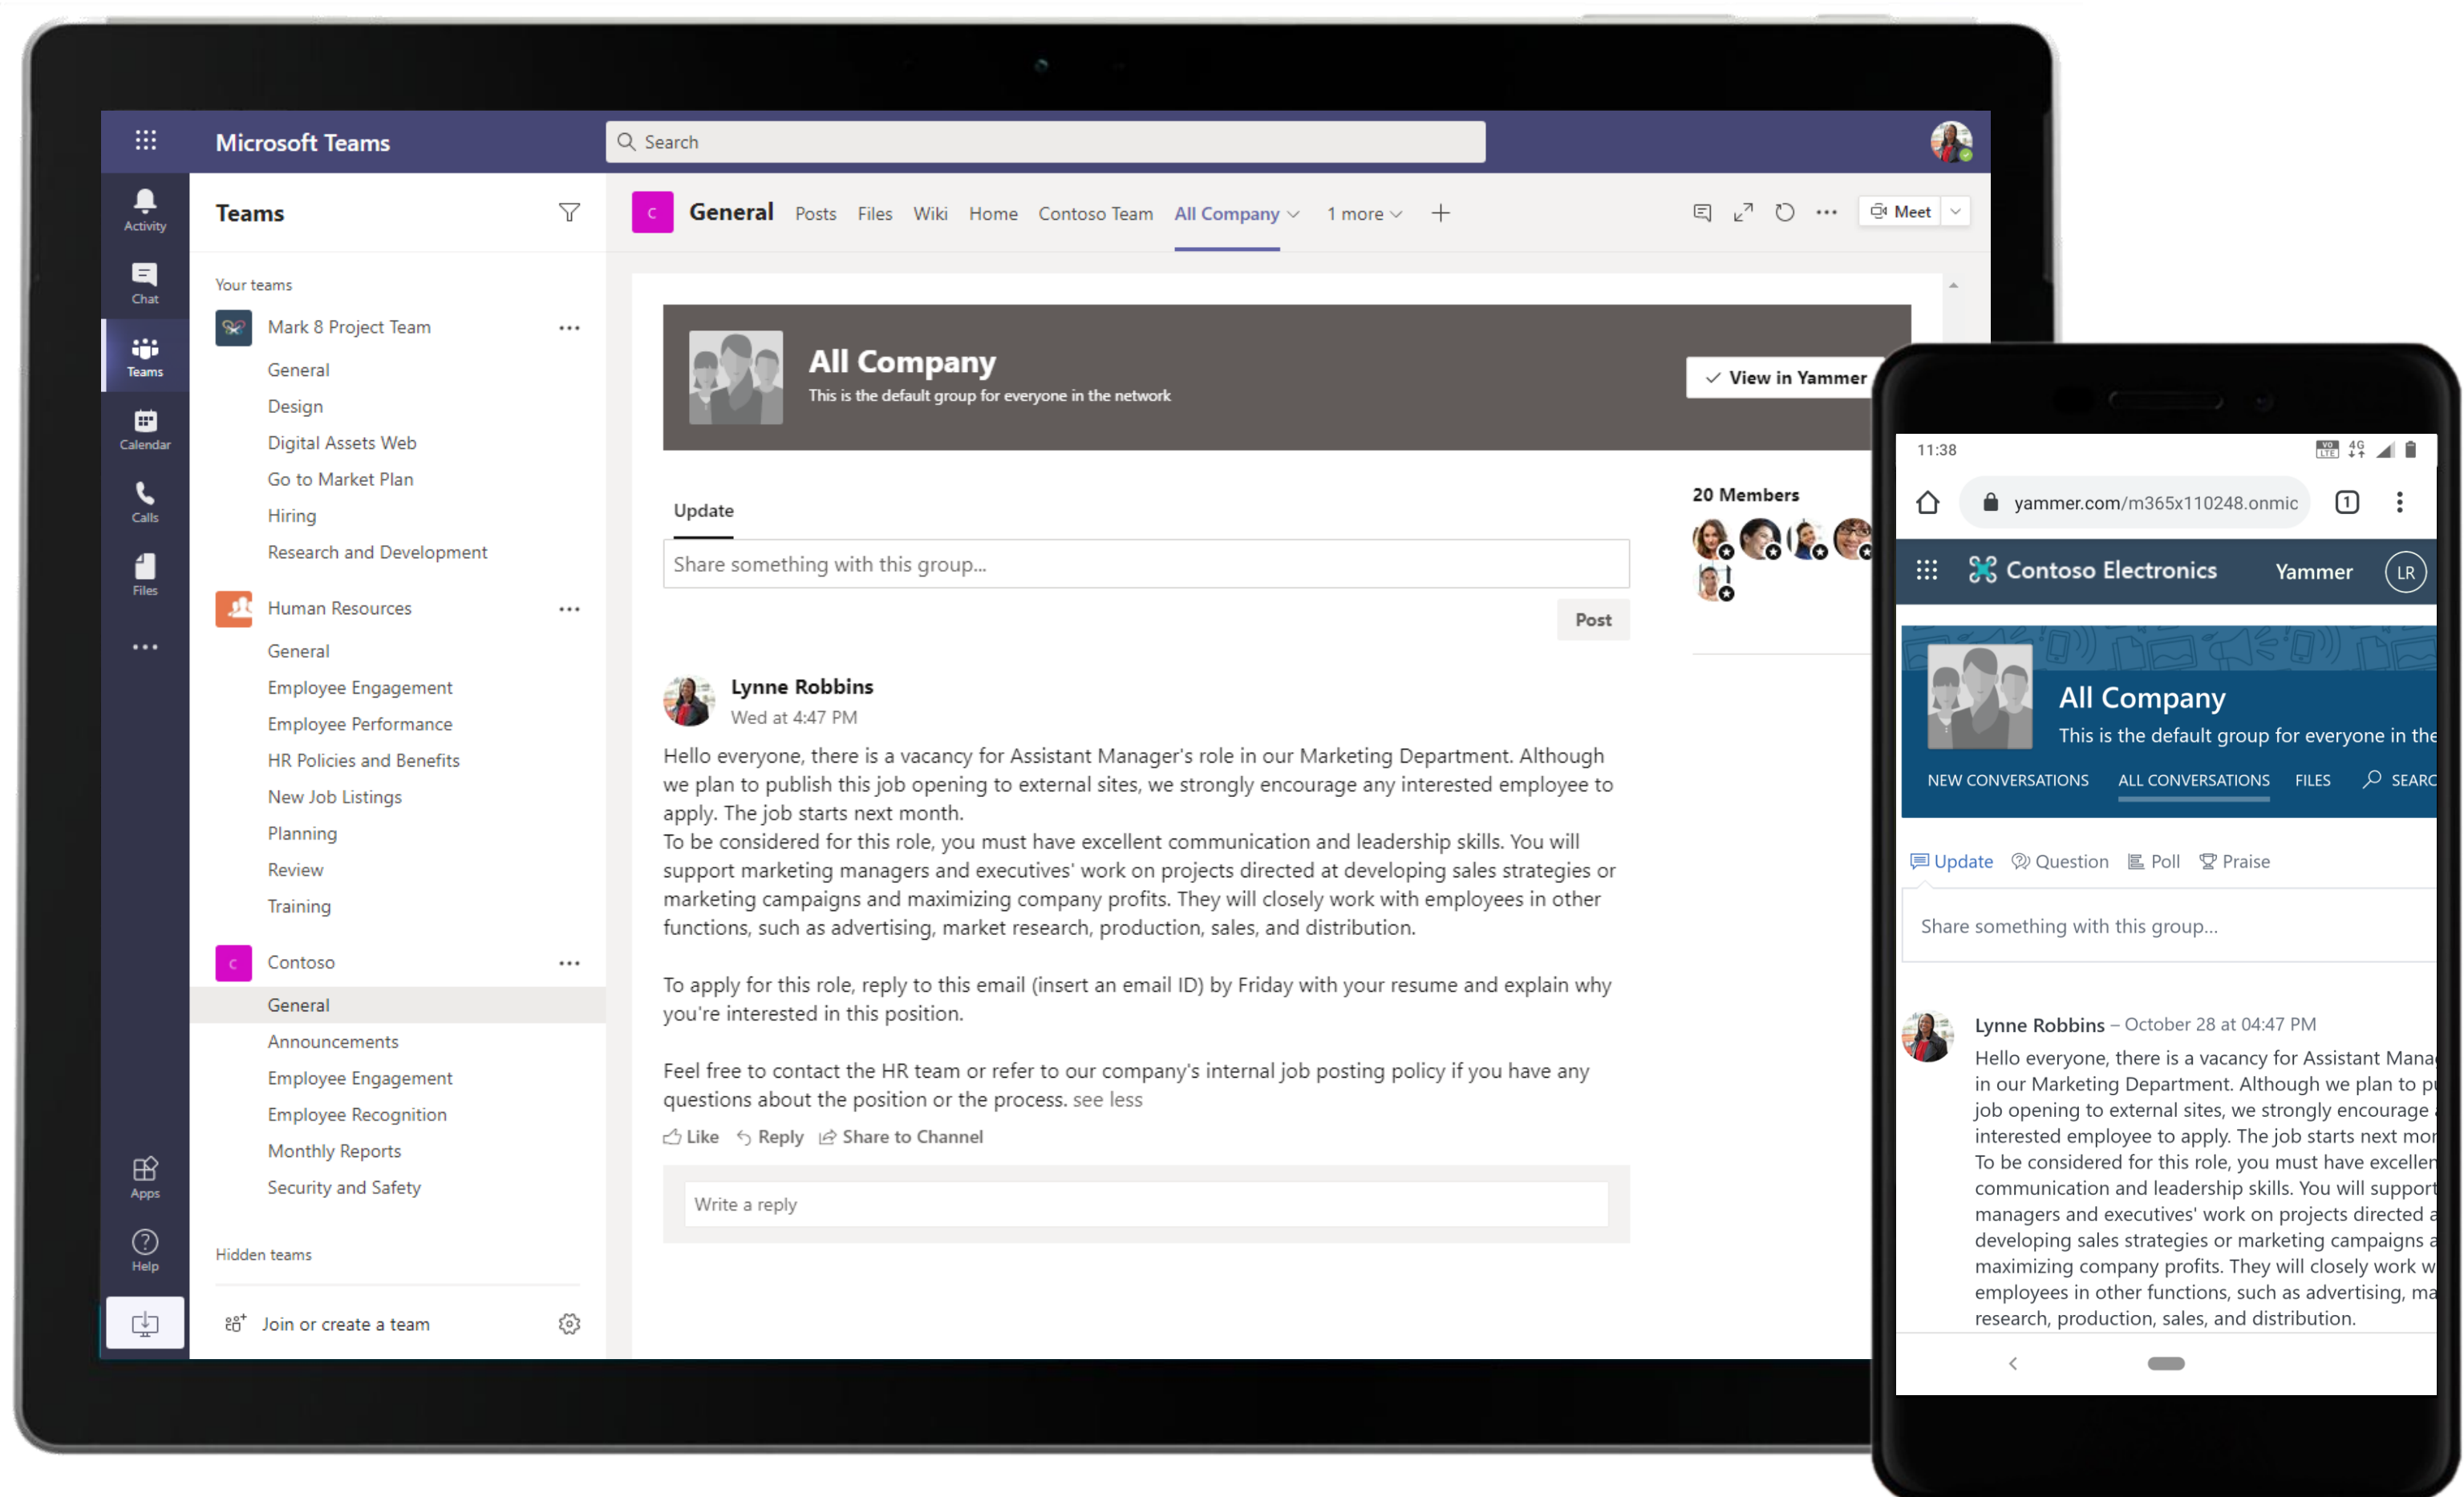 Microsoft Teams
Search
Activity
Chat
Teams
Calendar
Calls
Files
Apps
Help
Teams
Your teams
Mark 8 Project Team
General
Design
Digital Assets Web
Go to Market Plan
Hiring
Research and Development
Human Resources
General
Employee Engagement
Employee Performance
HR Policies and Benefits
New Job Listings
Planning
Review
Training
C Contoso
General
Announcements
Employee Engagement
Employee Recognition
Monthly Reports
Security and Safety
Hidden teams
Join or create a team
C General Posts Files Wiki Home Contoso Team All Company 1 more Meet
All Company
This is the default group for everyone in the network
View in Yammer
Update
Share something with this group...
Post
20 Members
Lynne Robbins
Wed at 4:47 PM
Hello everyone, there is a vacancy for Assistant Manager's role in our Marketing Department. Although
we plan to publish this job opening to external sites, we strongly encourage any interested employee to
apply. The job starts next month.
To be considered for this role, you must have excellent communication and leadership skills. You will
support marketing managers and executives' work on projects directed at developing sales strategies or
marketing campaigns and maximizing company profits. They will closely work with employees in other
functions, such as advertising, market research, production, sales, and distribution.
To apply for this role, reply to this email (insert an email ID) by Friday with your resume and explain why
you're interested in this position.
Feel free to contact the HR team or refer to our company's internal job posting policy if you have any
questions about the position or the process. see less
Like Reply Share to Channel
Write a reply
11:38 VO LTE 4G
yammer.com/m365x110248.onmic 1
Contoso Electronics Yammer LR
All Company
This is the default group for everyone in the
NEW CONVERSATIONS ALL CONVERSATIONS FILES SEARC
Update Question Poll Praise
Share something with this group...
Lynne Robbins – October 28 at 04:47 PM
Hello everyone, there is a vacancy for Assistant Mana
in our Marketing Department. Although we plan to p
job opening to external sites, we strongly encourage
interested employee to apply. The job starts next mor
To be considered for this role, you must have excellen
communication and leadership skills. You will support
managers and executives' work on projects directed a
developing sales strategies or marketing campaigns a
maximizing company profits. They will closely work w
employees in other functions, such as advertising, ma
research, production, sales, and distribution.